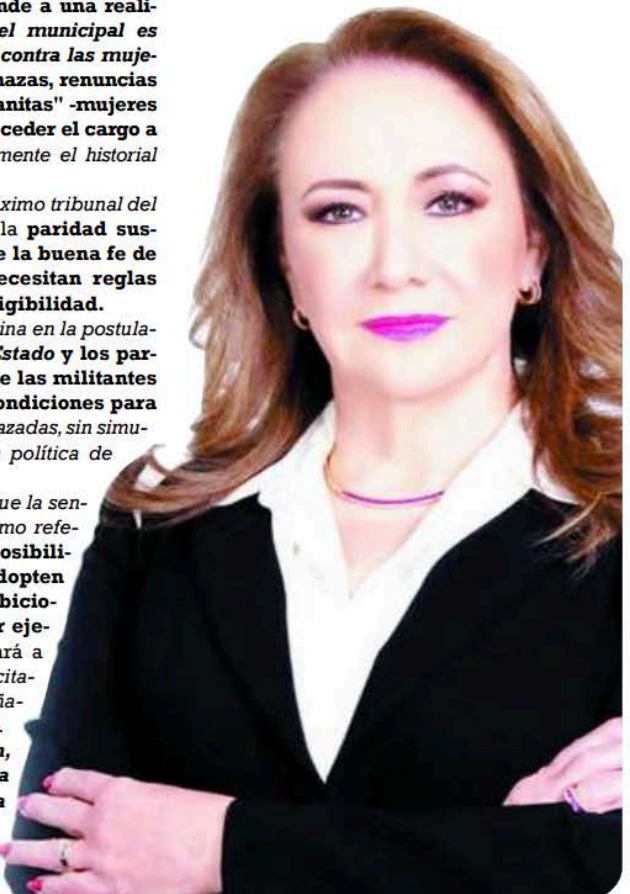 nde a una reali-
el municipal es
contra las muje-
nazas, renuncias
anitas" -mujeres
ceder el cargo a
mente el historial
ximo tribunal del
la paridad sus-
e la buena fe de
ecesitan reglas
igibilidad.
ina en la postula-
Estado y los par-
e las militantes
ondiciones para
azadas, sin simu-
política de
ue la sen-
mo refe-
osibili-
dopten
bicio-
r eje-
ará a
cita-
ña-
.
n,
a
a